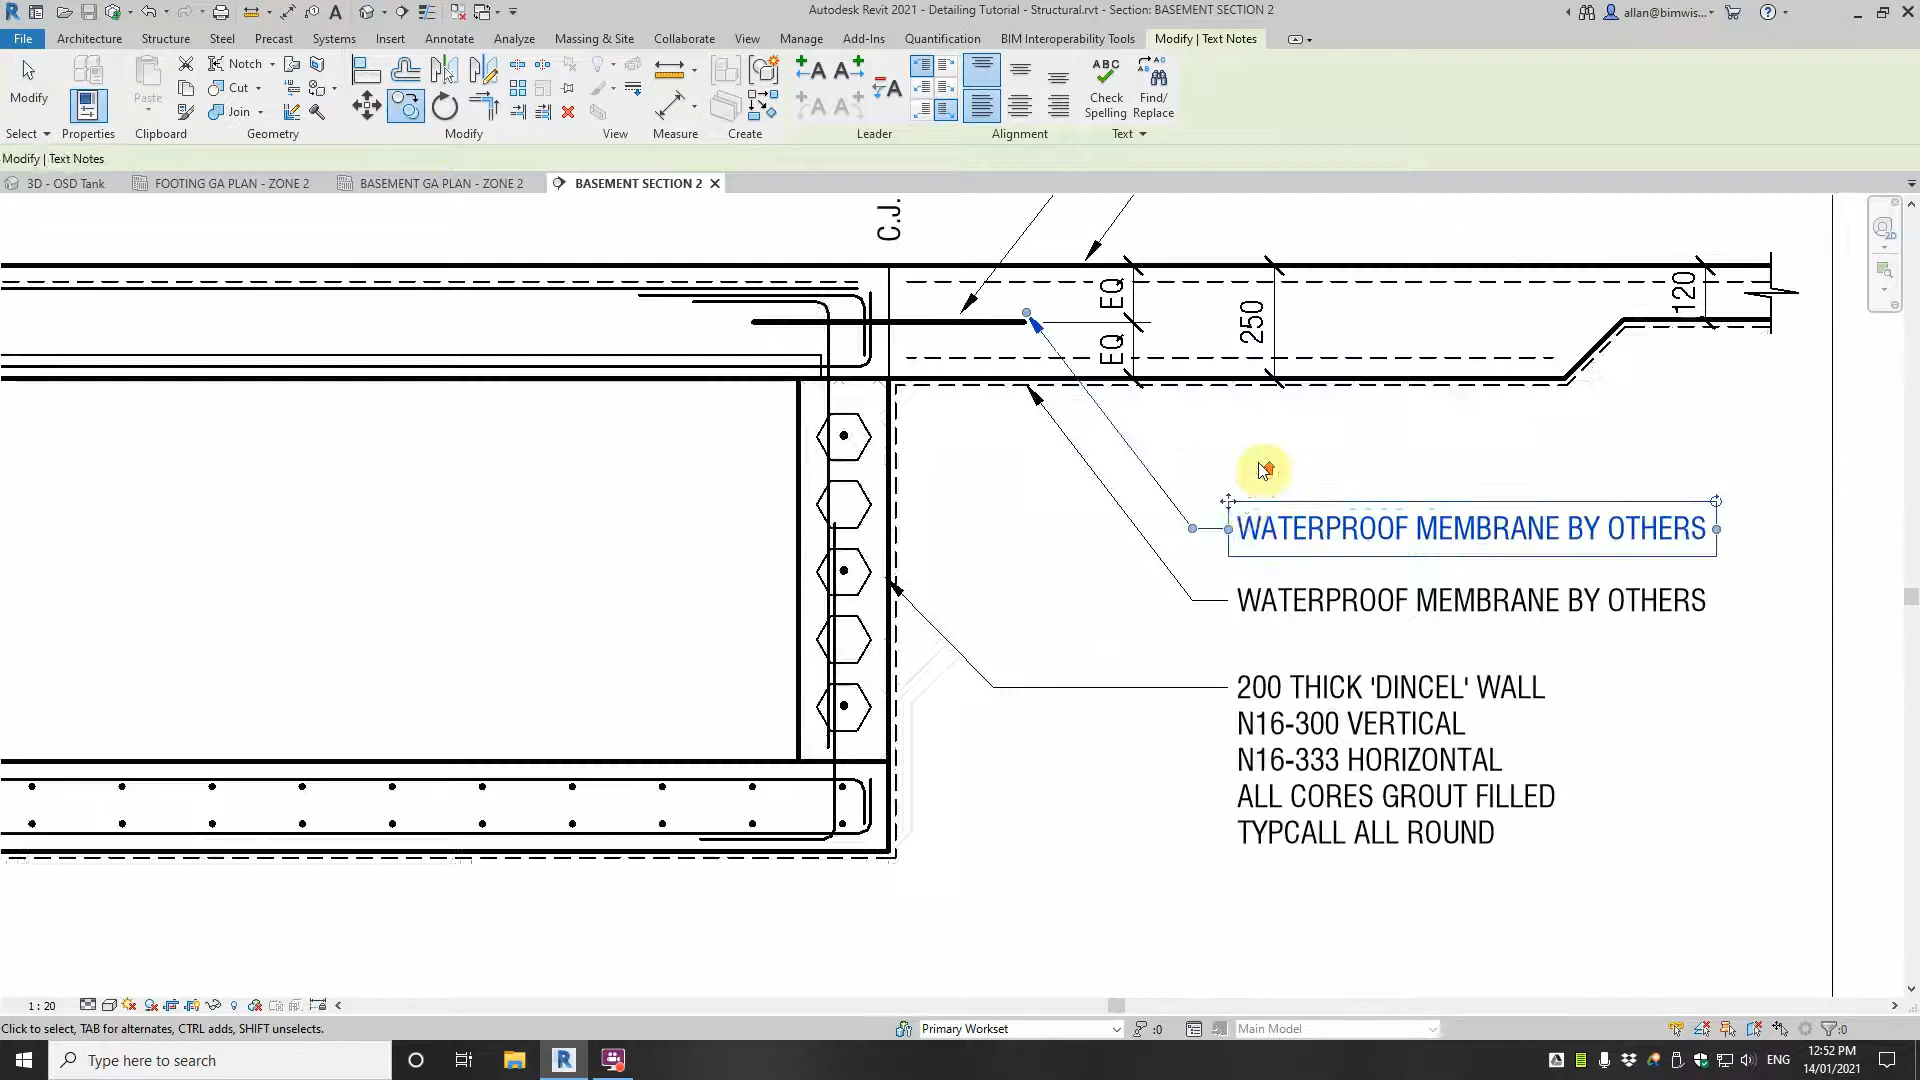 Autodesk Revit 2021 - Detailing Tutorial - Structural.rvt - Section: BASEMENT SECTION 2
allan@bimwis...
File Architecture Structure Steel Precast Systems Insert Annotate Analyze Massing & Site Collaborate View Manage Add-Ins Quantification BIM Interoperability Tools Modify | Text Notes
Modify
Paste
Notch
Cut
Join
Check Spelling
Find/ Replace
Select Properties Clipboard Geometry Modify View Measure Create Leader Alignment Text
Modify | Text Notes
3D - OSD Tank FOOTING GA PLAN - ZONE 2 BASEMENT GA PLAN - ZONE 2 BASEMENT SECTION 2
C.J.
EQ
EQ
250
120
WATERPROOF MEMBRANE BY OTHERS
WATERPROOF MEMBRANE BY OTHERS
200 THICK 'DINCEL' WALL
N16-300 VERTICAL
N16-333 HORIZONTAL
ALL CORES GROUT FILLED
TYPCALL ALL ROUND
1 : 20
Click to select, TAB for alternates, CTRL adds, SHIFT unselects.
Primary Workset
:0
Main Model
:0
Type here to search
ENG
12:52 PM
14/01/2021